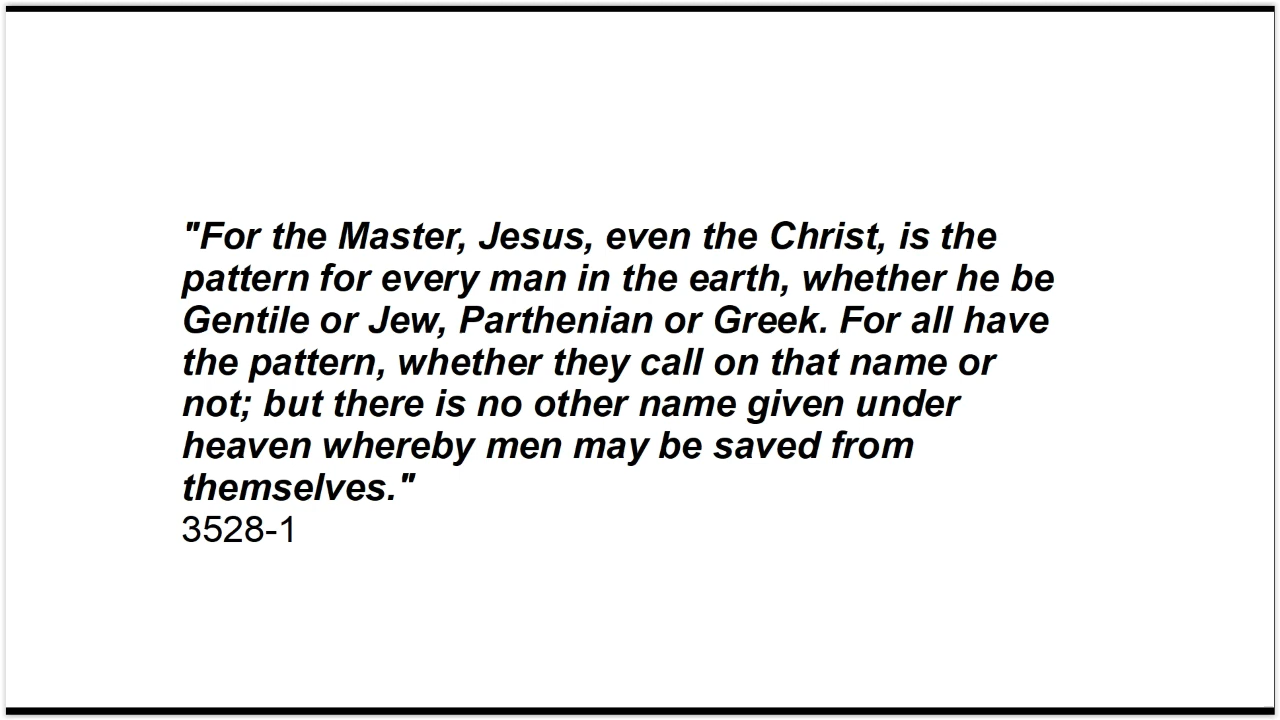 "For the Master, Jesus, even the Christ, is the
pattern for every man in the earth, whether he be
Gentile or Jew, Parthenian or Greek. For all have
the pattern, whether they call on that name or
not; but there is no other name given under
heaven whereby men may be saved from
themselves."
3528-1